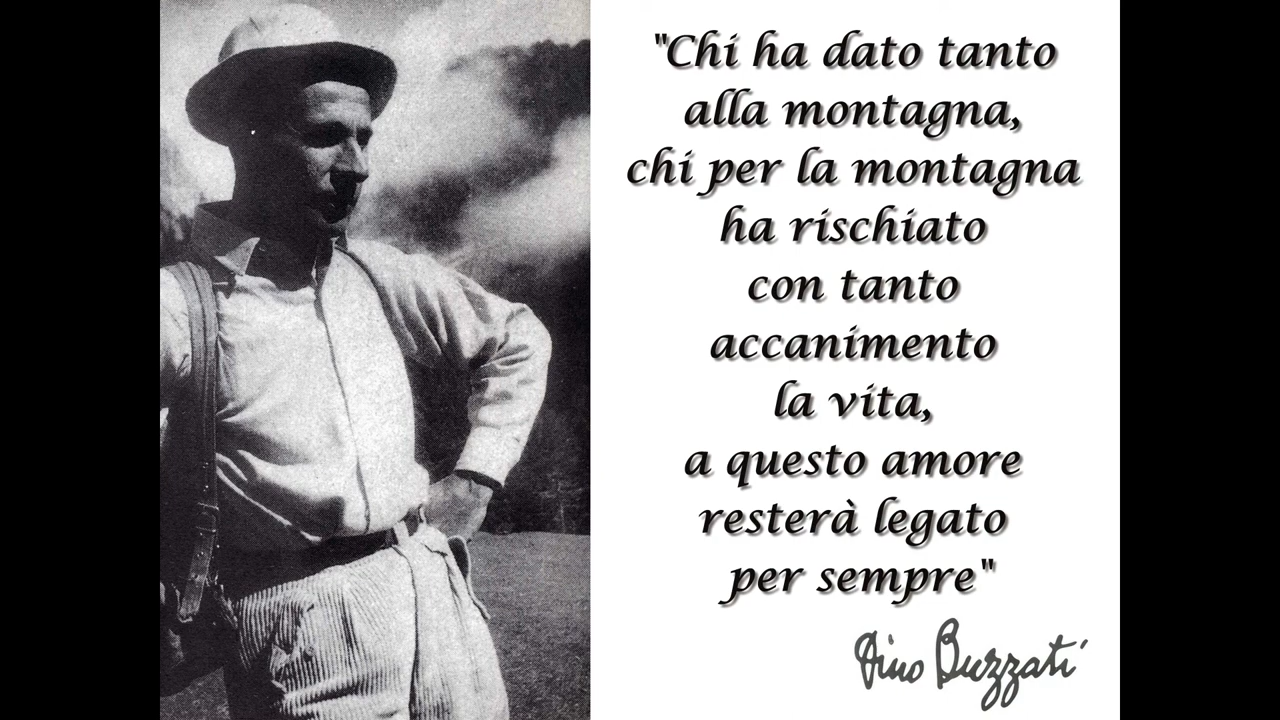 "Chi ha dato tanto
alla montagna,
chi per la montagna
ha rischiato
con tanto
accanimento
la vita,
a questo amore
resterà legato
per sempre"
Dino Buzzati